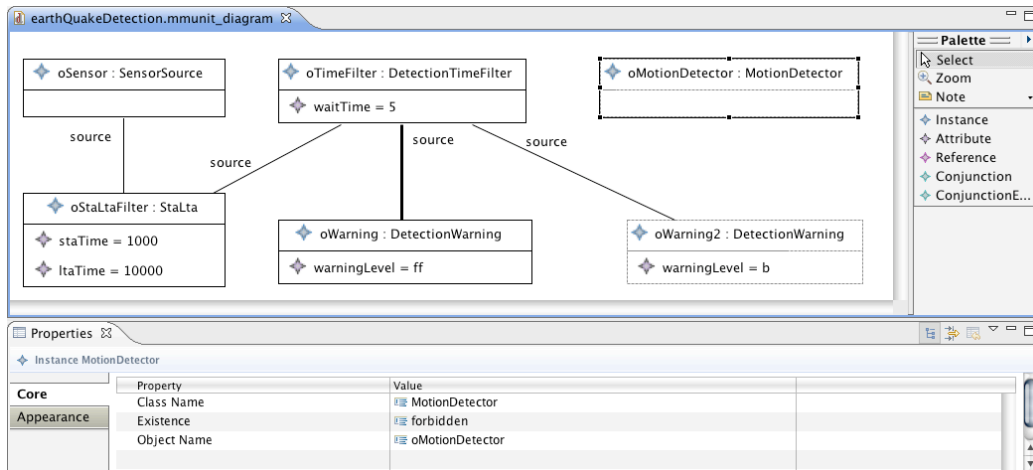 earthQuakeDetection.mmunit_diagram
oSensor : SensorSource
oTimeFilter : DetectionTimeFilter
waitTime = 5
oMotionDetector : MotionDetector
source
source
source
source
oStaLtaFilter : StaLta
staTime = 1000
ltaTime = 10000
oWarning : DetectionWarning
warningLevel = ff
oWarning2 : DetectionWarning
warningLevel = b
Palette
Select
Zoom
Note
Instance
Attribute
Reference
Conjunction
ConjunctionE...
Properties
Instance MotionDetector
Core
Appearance
Property Value
Class Name MotionDetector
Existence forbidden
Object Name oMotionDetector